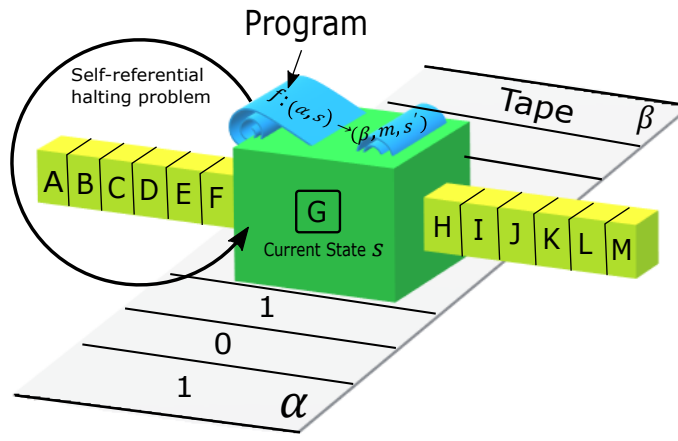 Program
Self-referential
halting problem
f:(α,s)→(β,m,s')
Tape
β
A B C D E F
G
Current State s
H I J K L M
1
0
1
α